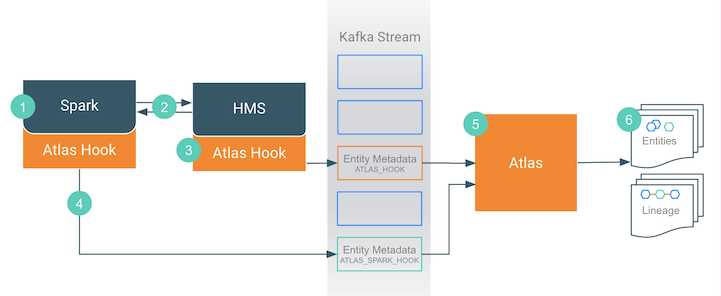 Kafka Stream
1
Spark
Atlas Hook
2
HMS
3
Atlas Hook
4
Entity Metadata
ATLAS_HOOK
Entity Metadata
ATLAS_SPARK_HOOK
5
Atlas
6
Entities
Lineage